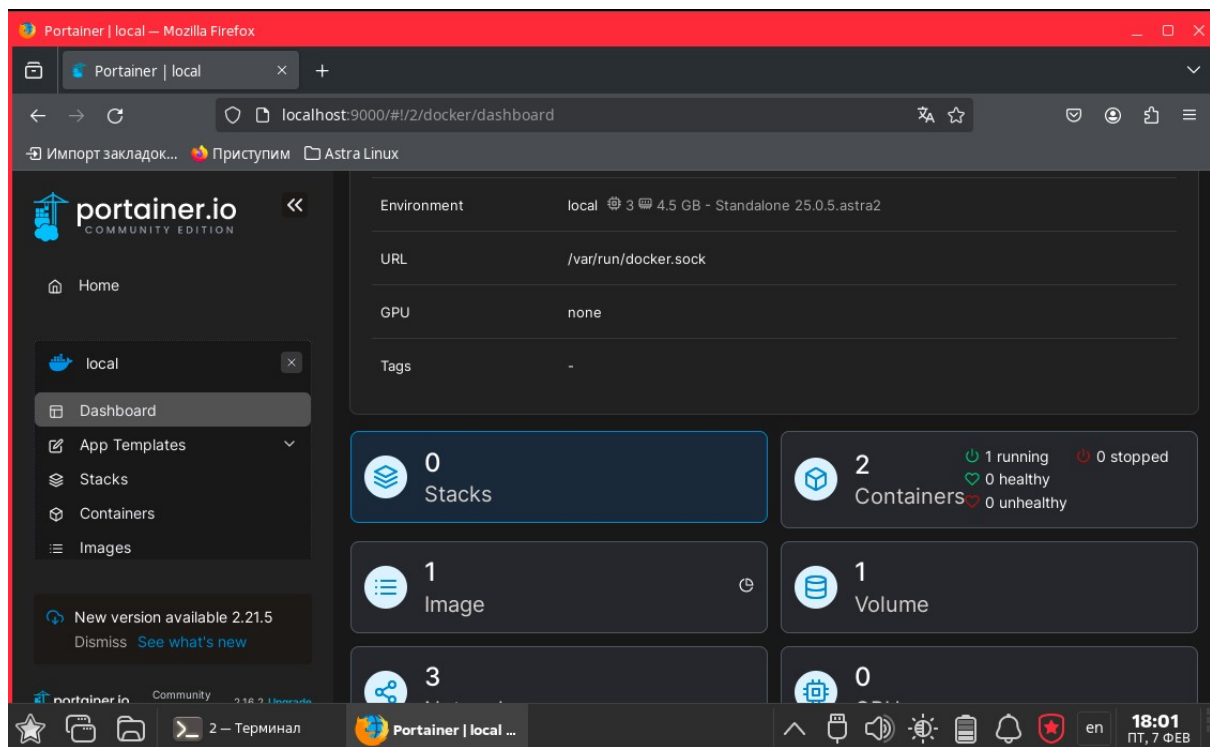 Portainer | local — Mozilla Firefox
Portainer | local
localhost:9000/#!/2/docker/dashboard
Импорт закладок... Приступим Astra Linux
portainer.io
COMMUNITY EDITION
Home
local
Dashboard
App Templates
Stacks
Containers
Images
New version available 2.21.5
Dismiss See what's new
portainer.io Community 2.16.2 Upgrade
Environment local 3 4.5 GB - Standalone 25.0.5.astra2
URL /var/run/docker.sock
GPU none
Tags -
0
Stacks
2
Containers
1 running 0 stopped
0 healthy
0 unhealthy
1
Image
1
Volume
3
0
2 — Терминал
Portainer | local ...
en
18:01
ПТ, 7 ФЕВ